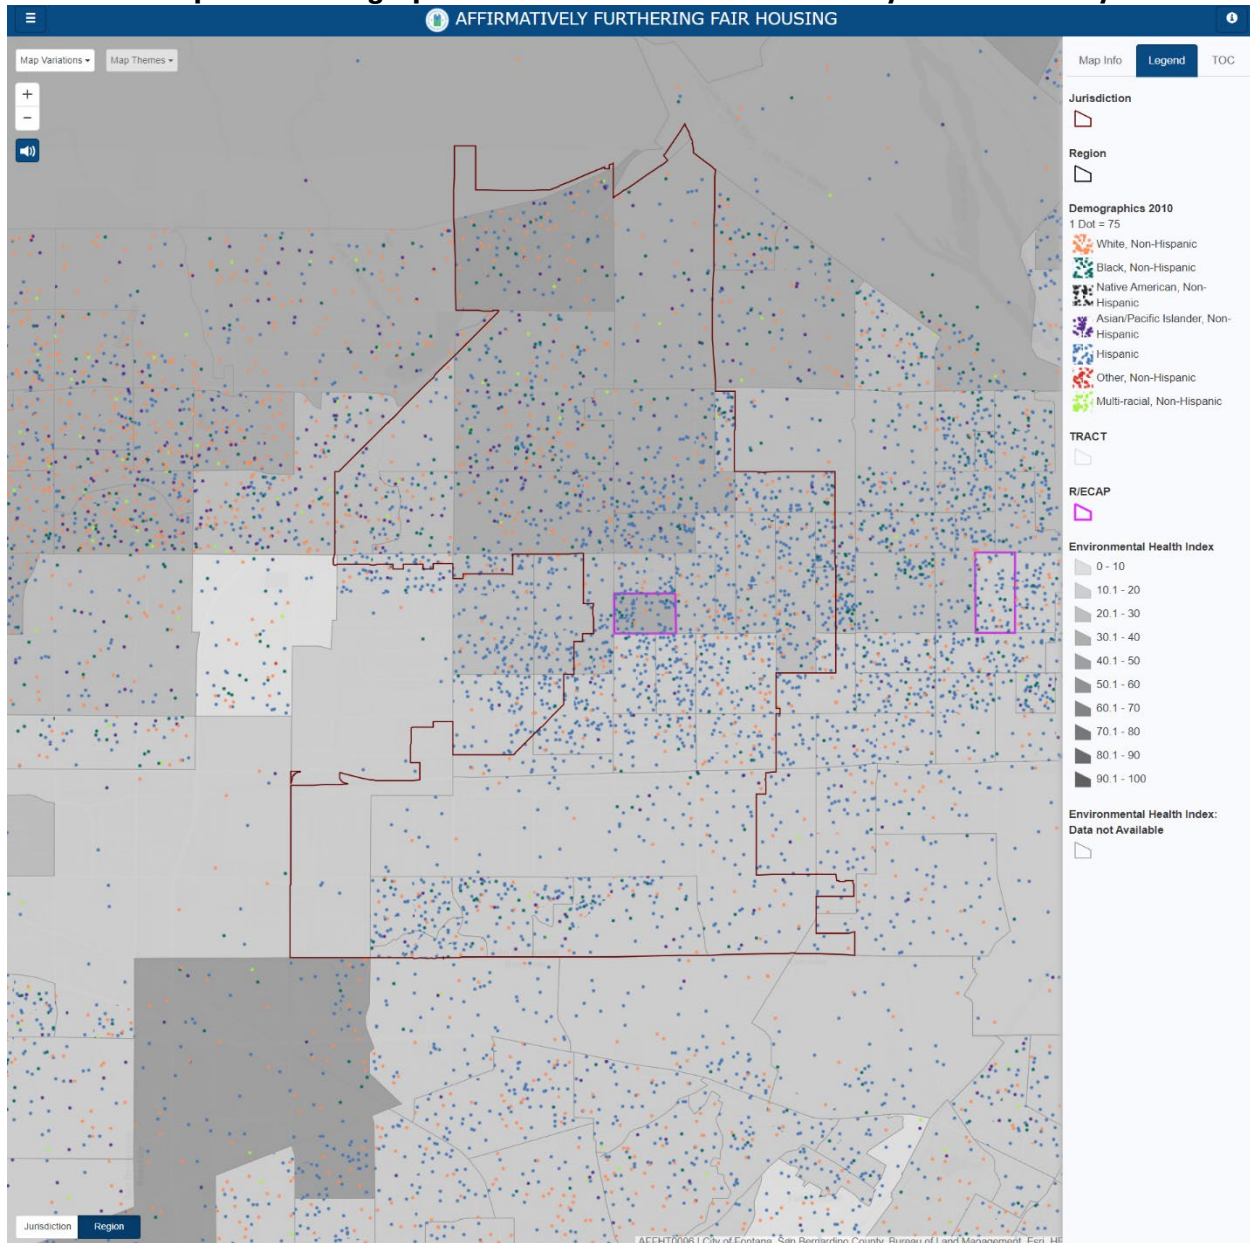 AFFIRMATIVELY FURTHERING FAIR HOUSING
Map Variations
Map Themes
+
−
Map Info
Legend
TOC
Jurisdiction
Region
Demographics 2010
1 Dot = 75
White, Non-Hispanic
Black, Non-Hispanic
Native American, Non-
Hispanic
Asian/Pacific Islander, Non-
Hispanic
Hispanic
Other, Non-Hispanic
Multi-racial, Non-Hispanic
TRACT
R/ECAP
Environmental Health Index
0 - 10
10.1 - 20
20.1 - 30
30.1 - 40
40.1 - 50
50.1 - 60
60.1 - 70
70.1 - 80
80.1 - 90
90.1 - 100
Environmental Health Index:
Data not Available
Jurisdiction
Region
AFFHT0006 | City of Fontana, San Bernardino County, Bureau of Land Management, Esri, HE